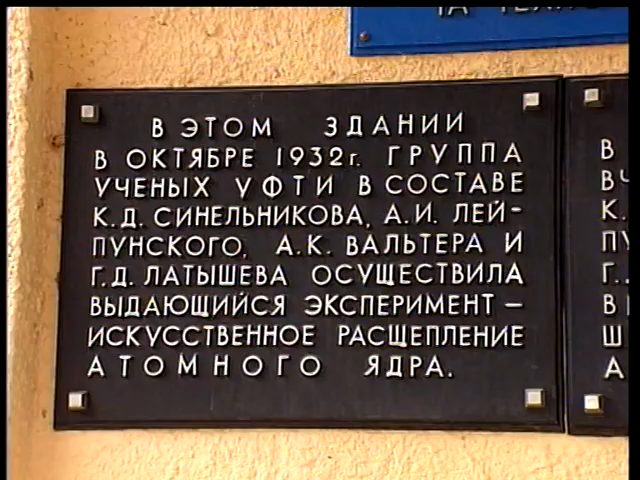 В ЭТОМ ЗДАНИИ
В ОКТЯБРЕ 1932г. ГРУППА
УЧЕНЫХ УФТИ В СОСТАВЕ
К.Д. СИНЕЛЬНИКОВА, А.И. ЛЕЙ-
ПУНСКОГО, А.К. ВАЛЬТЕРА И
Г.Д. ЛАТЫШЕВА ОСУЩЕСТВИЛА
ВЫДАЮЩИЙСЯ ЭКСПЕРИМЕНТ –
ИСКУССТВЕННОЕ РАСЩЕПЛЕНИЕ
АТОМНОГО ЯДРА.